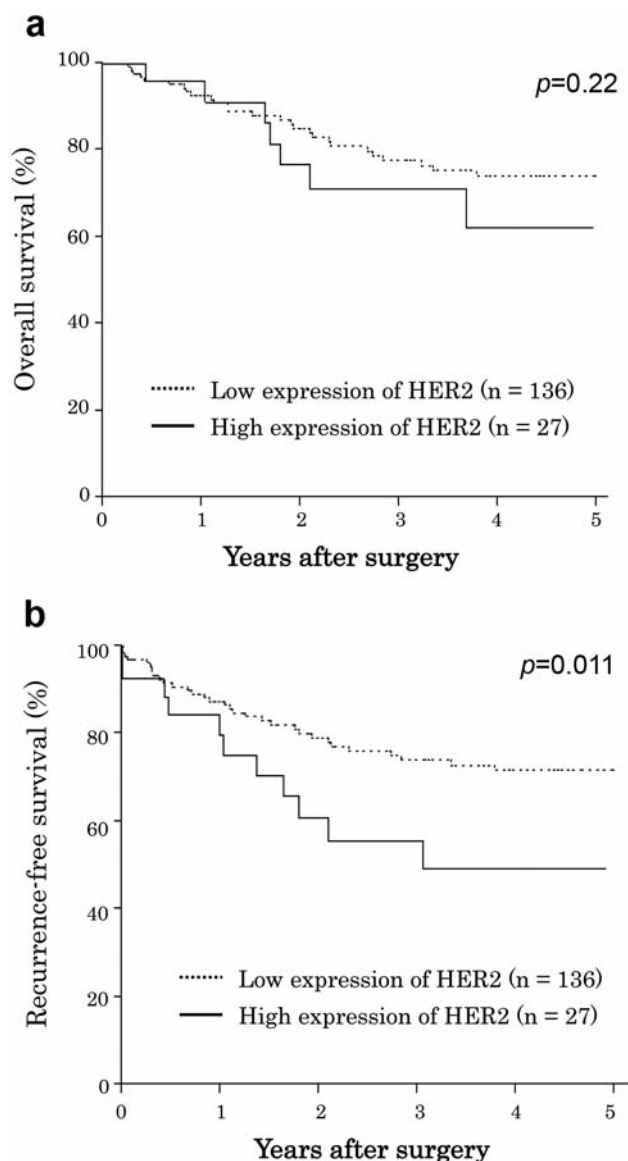 a
Overall survival (%)
100
80
60
40
20
0
p=0.22
Low expression of HER2 (n = 136)
High expression of HER2 (n = 27)
0 1 2 3 4 5
Years after surgery
b
Recurrence-free survival (%)
100
80
60
40
20
0
p=0.011
Low expression of HER2 (n = 136)
High expression of HER2 (n = 27)
0 1 2 3 4 5
Years after surgery